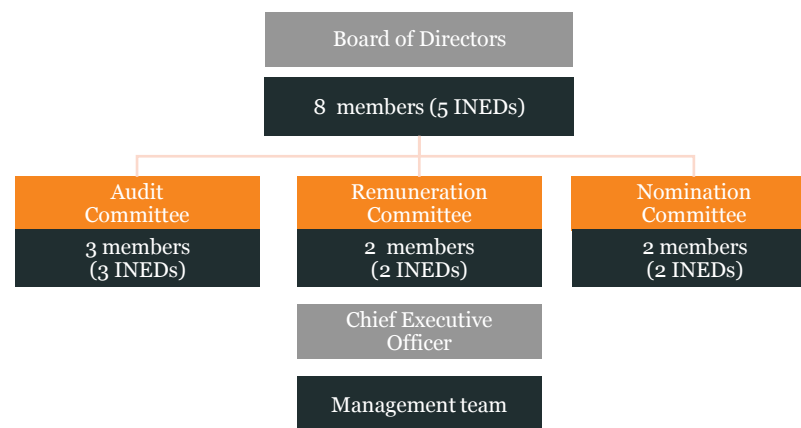 Board of Directors
8 members (5 INEDs)
Audit
Committee
3 members
(3 INEDs)
Remuneration
Committee
2 members
(2 INEDs)
Nomination
Committee
2 members
(2 INEDs)
Chief Executive
Officer
Management team